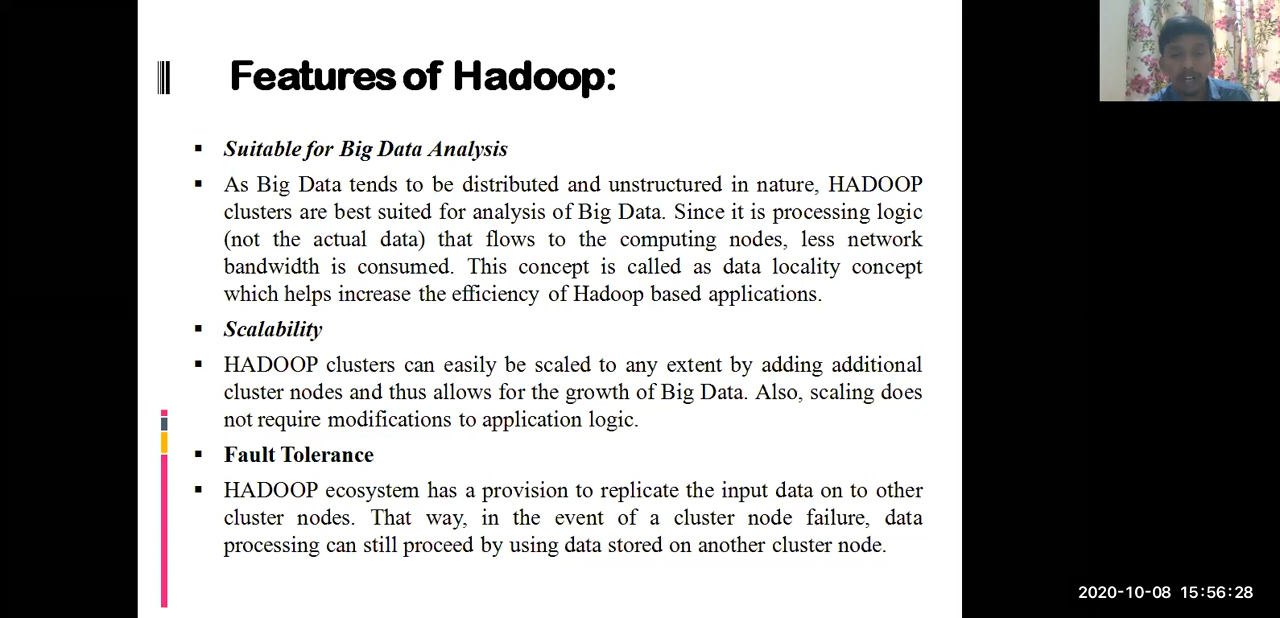 Features of Hadoop:
▪ Suitable for Big Data Analysis
▪ As Big Data tends to be distributed and unstructured in nature, HADOOP
clusters are best suited for analysis of Big Data. Since it is processing logic
(not the actual data) that flows to the computing nodes, less network
bandwidth is consumed. This concept is called as data locality concept
which helps increase the efficiency of Hadoop based applications.
▪ Scalability
▪ HADOOP clusters can easily be scaled to any extent by adding additional
cluster nodes and thus allows for the growth of Big Data. Also, scaling does
not require modifications to application logic.
▪ Fault Tolerance
▪ HADOOP ecosystem has a provision to replicate the input data on to other
cluster nodes. That way, in the event of a cluster node failure, data
processing can still proceed by using data stored on another cluster node.
2020-10-08 15:56:28